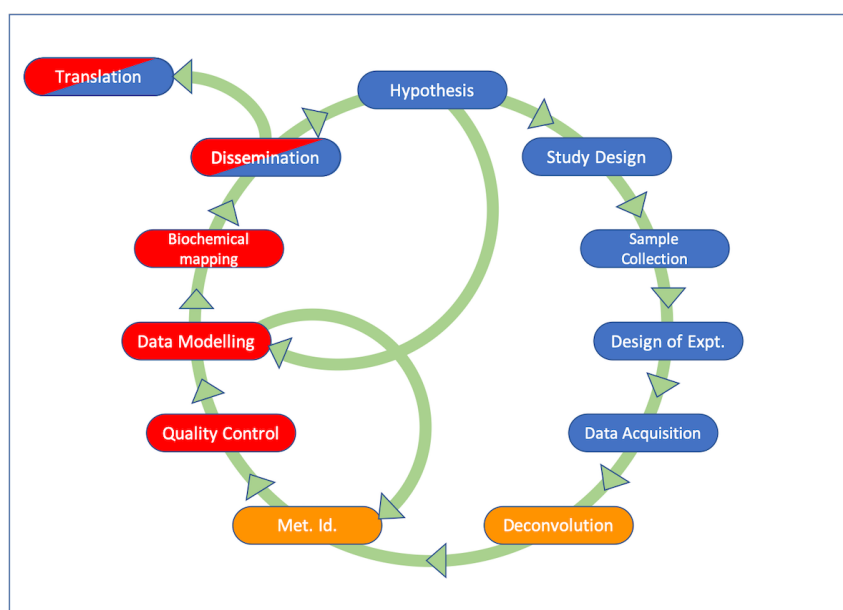 Translation
Hypothesis
Dissemination
Study Design
Biochemical
mapping
Sample
Collection
Data Modelling
Design of Expt.
Quality Control
Data Acquisition
Met. Id.
Deconvolution